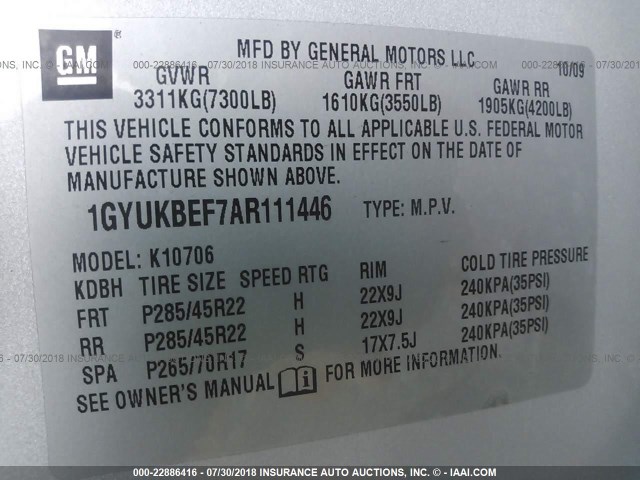 GM ®
MFD BY GENERAL MOTORS LLC
10/09
GVWR GAWR FRT GAWR RR
3311KG(7300LB) 1610KG(3550LB) 1905KG(4200LB)
THIS VEHICLE CONFORMS TO ALL APPLICABLE U.S. FEDERAL MOTOR
VEHICLE SAFETY STANDARDS IN EFFECT ON THE DATE OF
MANUFACTURE SHOWN ABOVE.
1GYUKBEF7AR111446 TYPE: M.P.V.
MODEL: K10706
KDBH TIRE SIZE SPEED RTG RIM COLD TIRE PRESSURE
FRT P285/45R22 H 22X9J 240KPA(35PSI)
RR P285/45R22 H 22X9J 240KPA(35PSI)
SPA P265/70R17 S 17X7.5J 240KPA(35PSI)
SEE OWNER'S MANUAL i FOR MORE INFORMATION.
000-22886416 - 07/30/2018 INSURANCE AUTO AUCTIONS, INC. - IAAI.COM